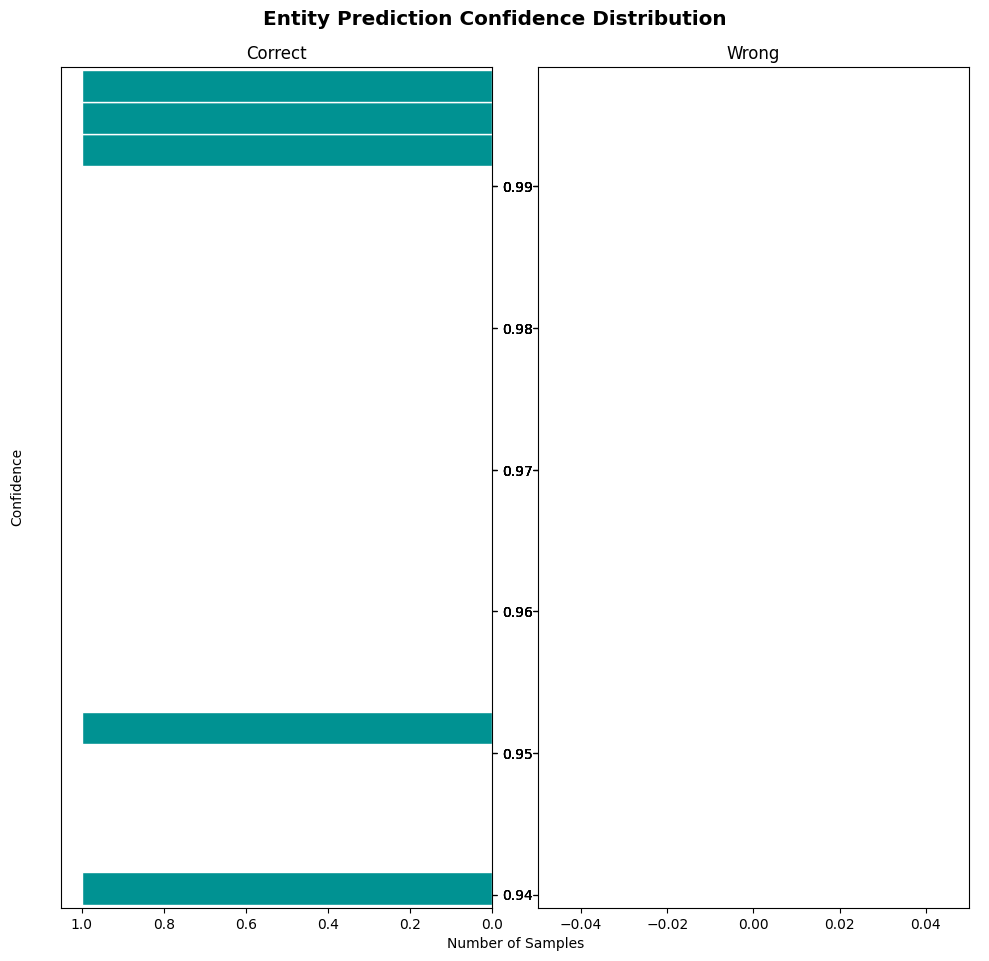 Entity Prediction Confidence Distribution
Correct
Wrong
0.99
0.98
0.97
0.96
0.95
0.94
Confidence
1.0 0.8 0.6 0.4 0.2 0.0
−0.04 −0.02 0.00 0.02 0.04
Number of Samples